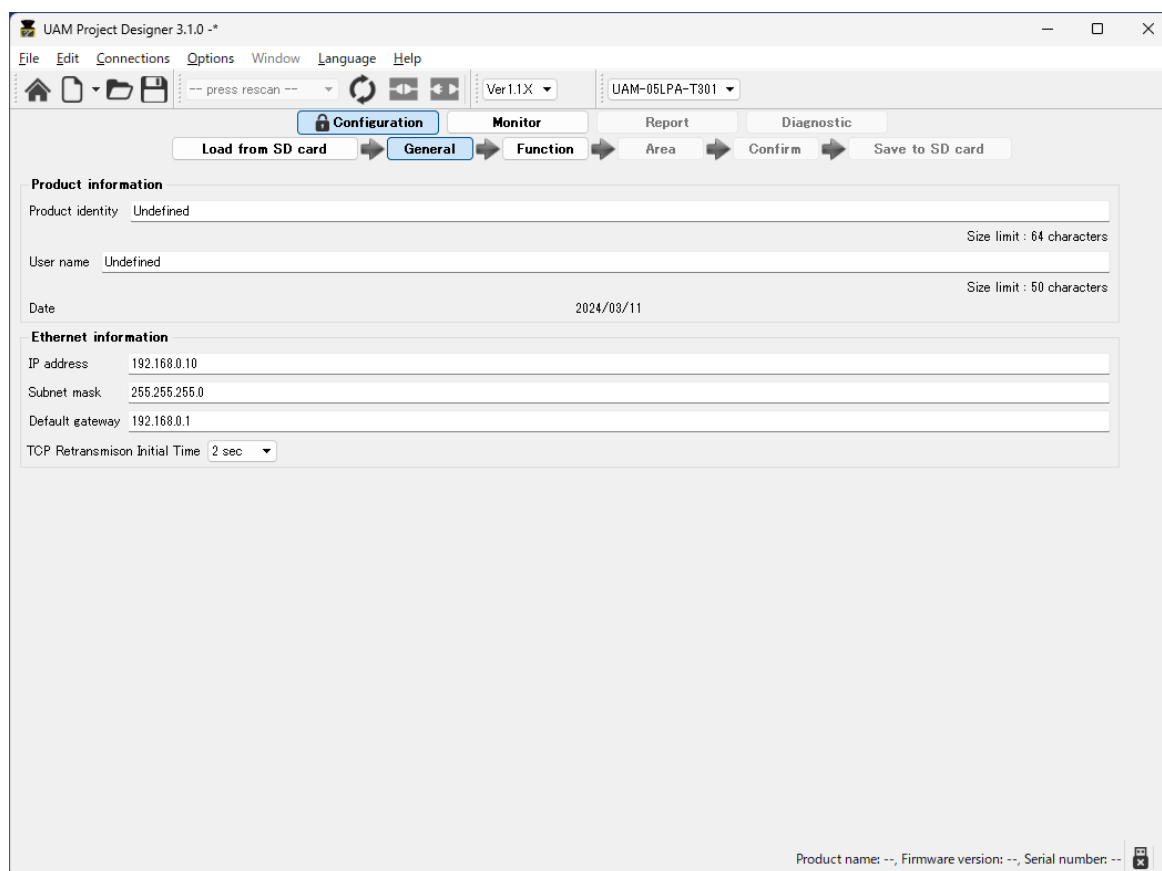 UAM Project Designer 3.1.0 -*
File Edit Connections Options Window Language Help
-- press rescan -- Ver1.1X UAM-05LPA-T301
Configuration Monitor Report Diagnostic
Load from SD card General Function Area Confirm Save to SD card
Product information
Product identity Undefined
Size limit : 64 characters
User name Undefined
Size limit : 50 characters
Date 2024/03/11
Ethernet information
IP address 192.168.0.10
Subnet mask 255.255.255.0
Default gateway 192.168.0.1
TCP Retransmison Initial Time 2 sec
Product name: --, Firmware version: --, Serial number: --